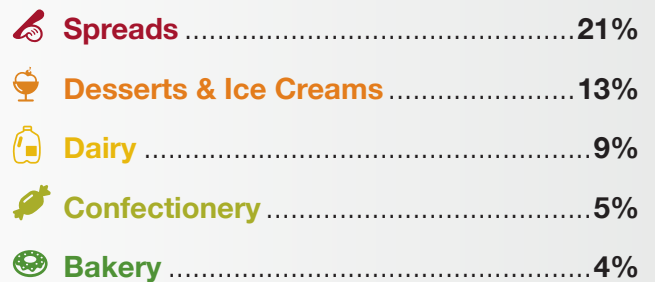 Spreads ................................................ 21%
Desserts & Ice Creams ....................... 13%
Dairy ....................................................... 9%
Confectionery ........................................ 5%
Bakery .................................................... 4%